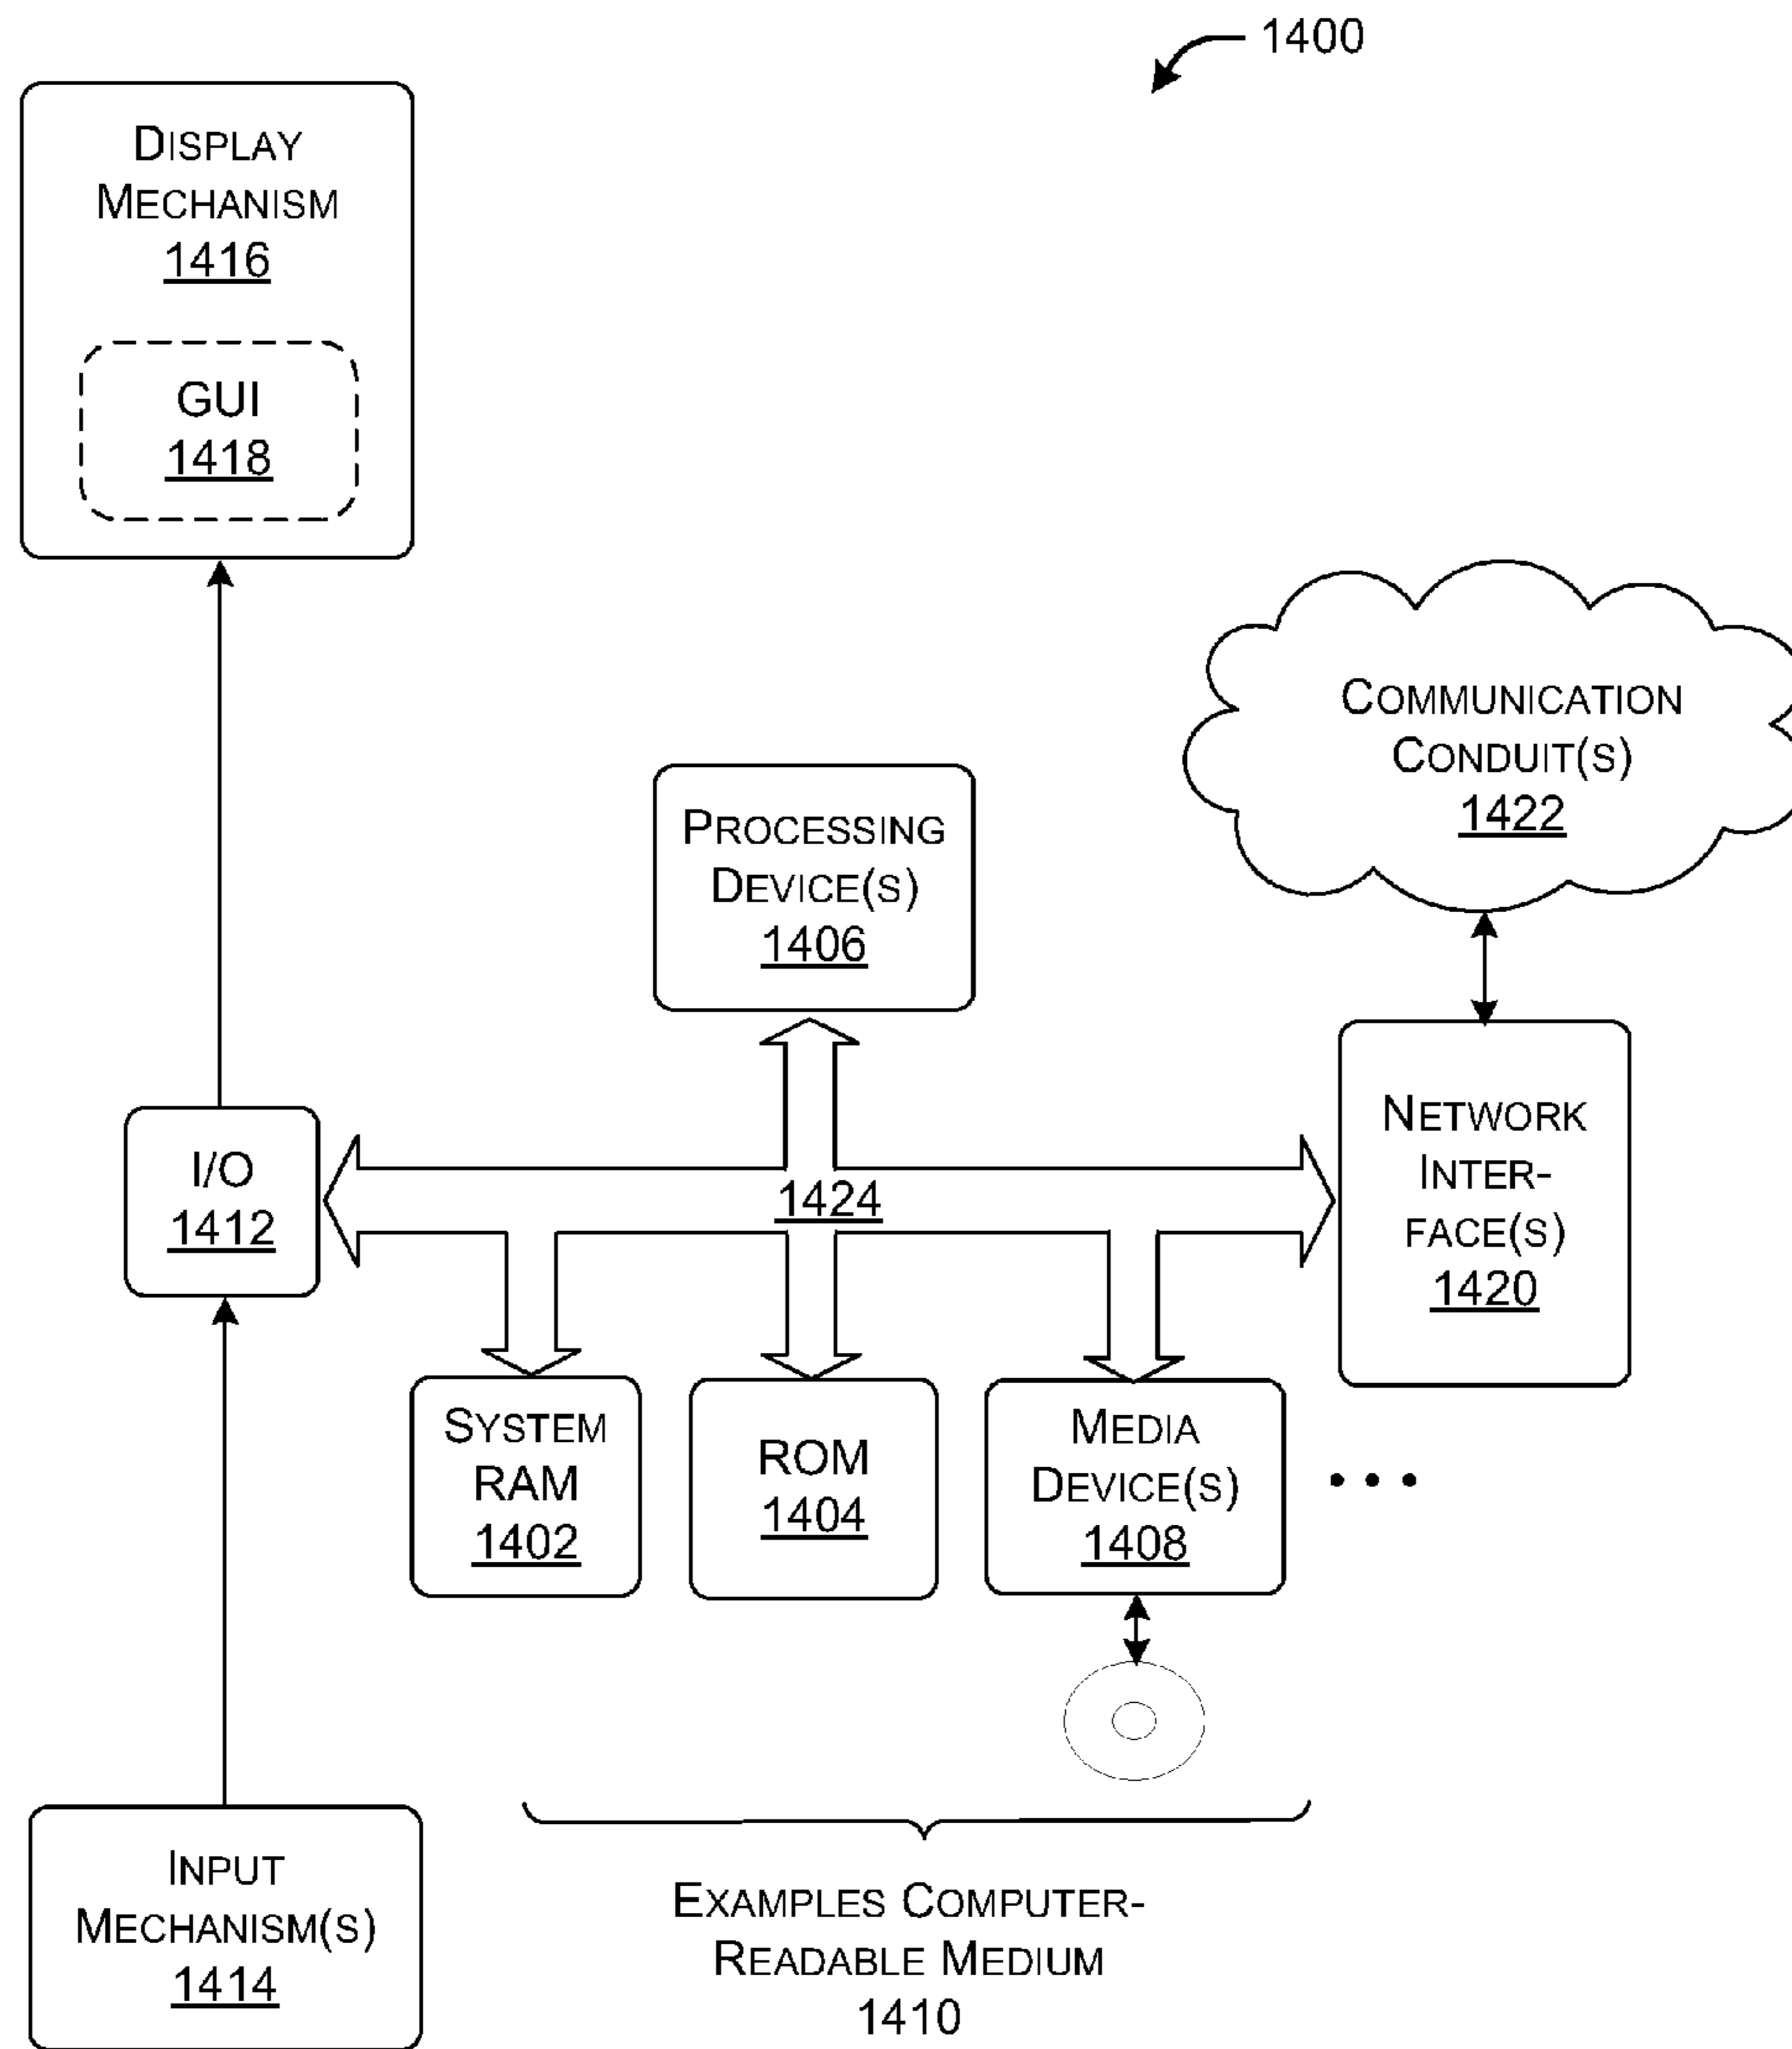 1400
DISPLAY
MECHANISM
1416
GUI
1418
COMMUNICATION
CONDUIT(S)
1422
PROCESSING
DEVICE(S)
1406
I/O
1412
1424
NETWORK
INTER-
FACE(S)
1420
SYSTEM
RAM
1402
ROM
1404
MEDIA
DEVICE(S)
1408
INPUT
MECHANISM(S)
1414
EXAMPLES COMPUTER-
READABLE MEDIUM
1410